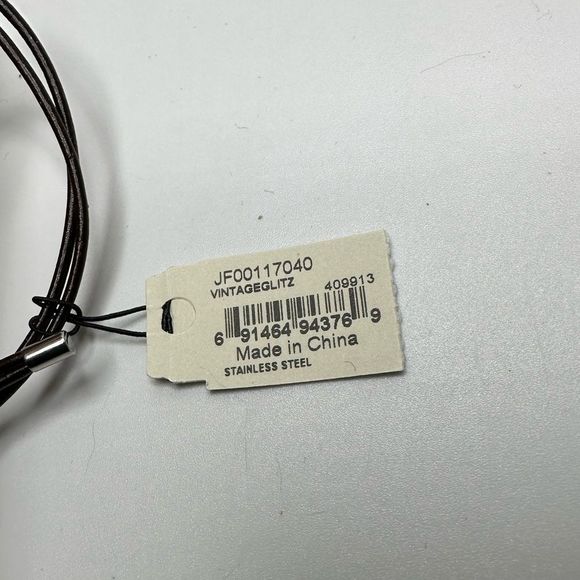 JF00117040
VINTAGEGLITZ 409913
6 91464 94376 9
Made in China
STAINLESS STEEL